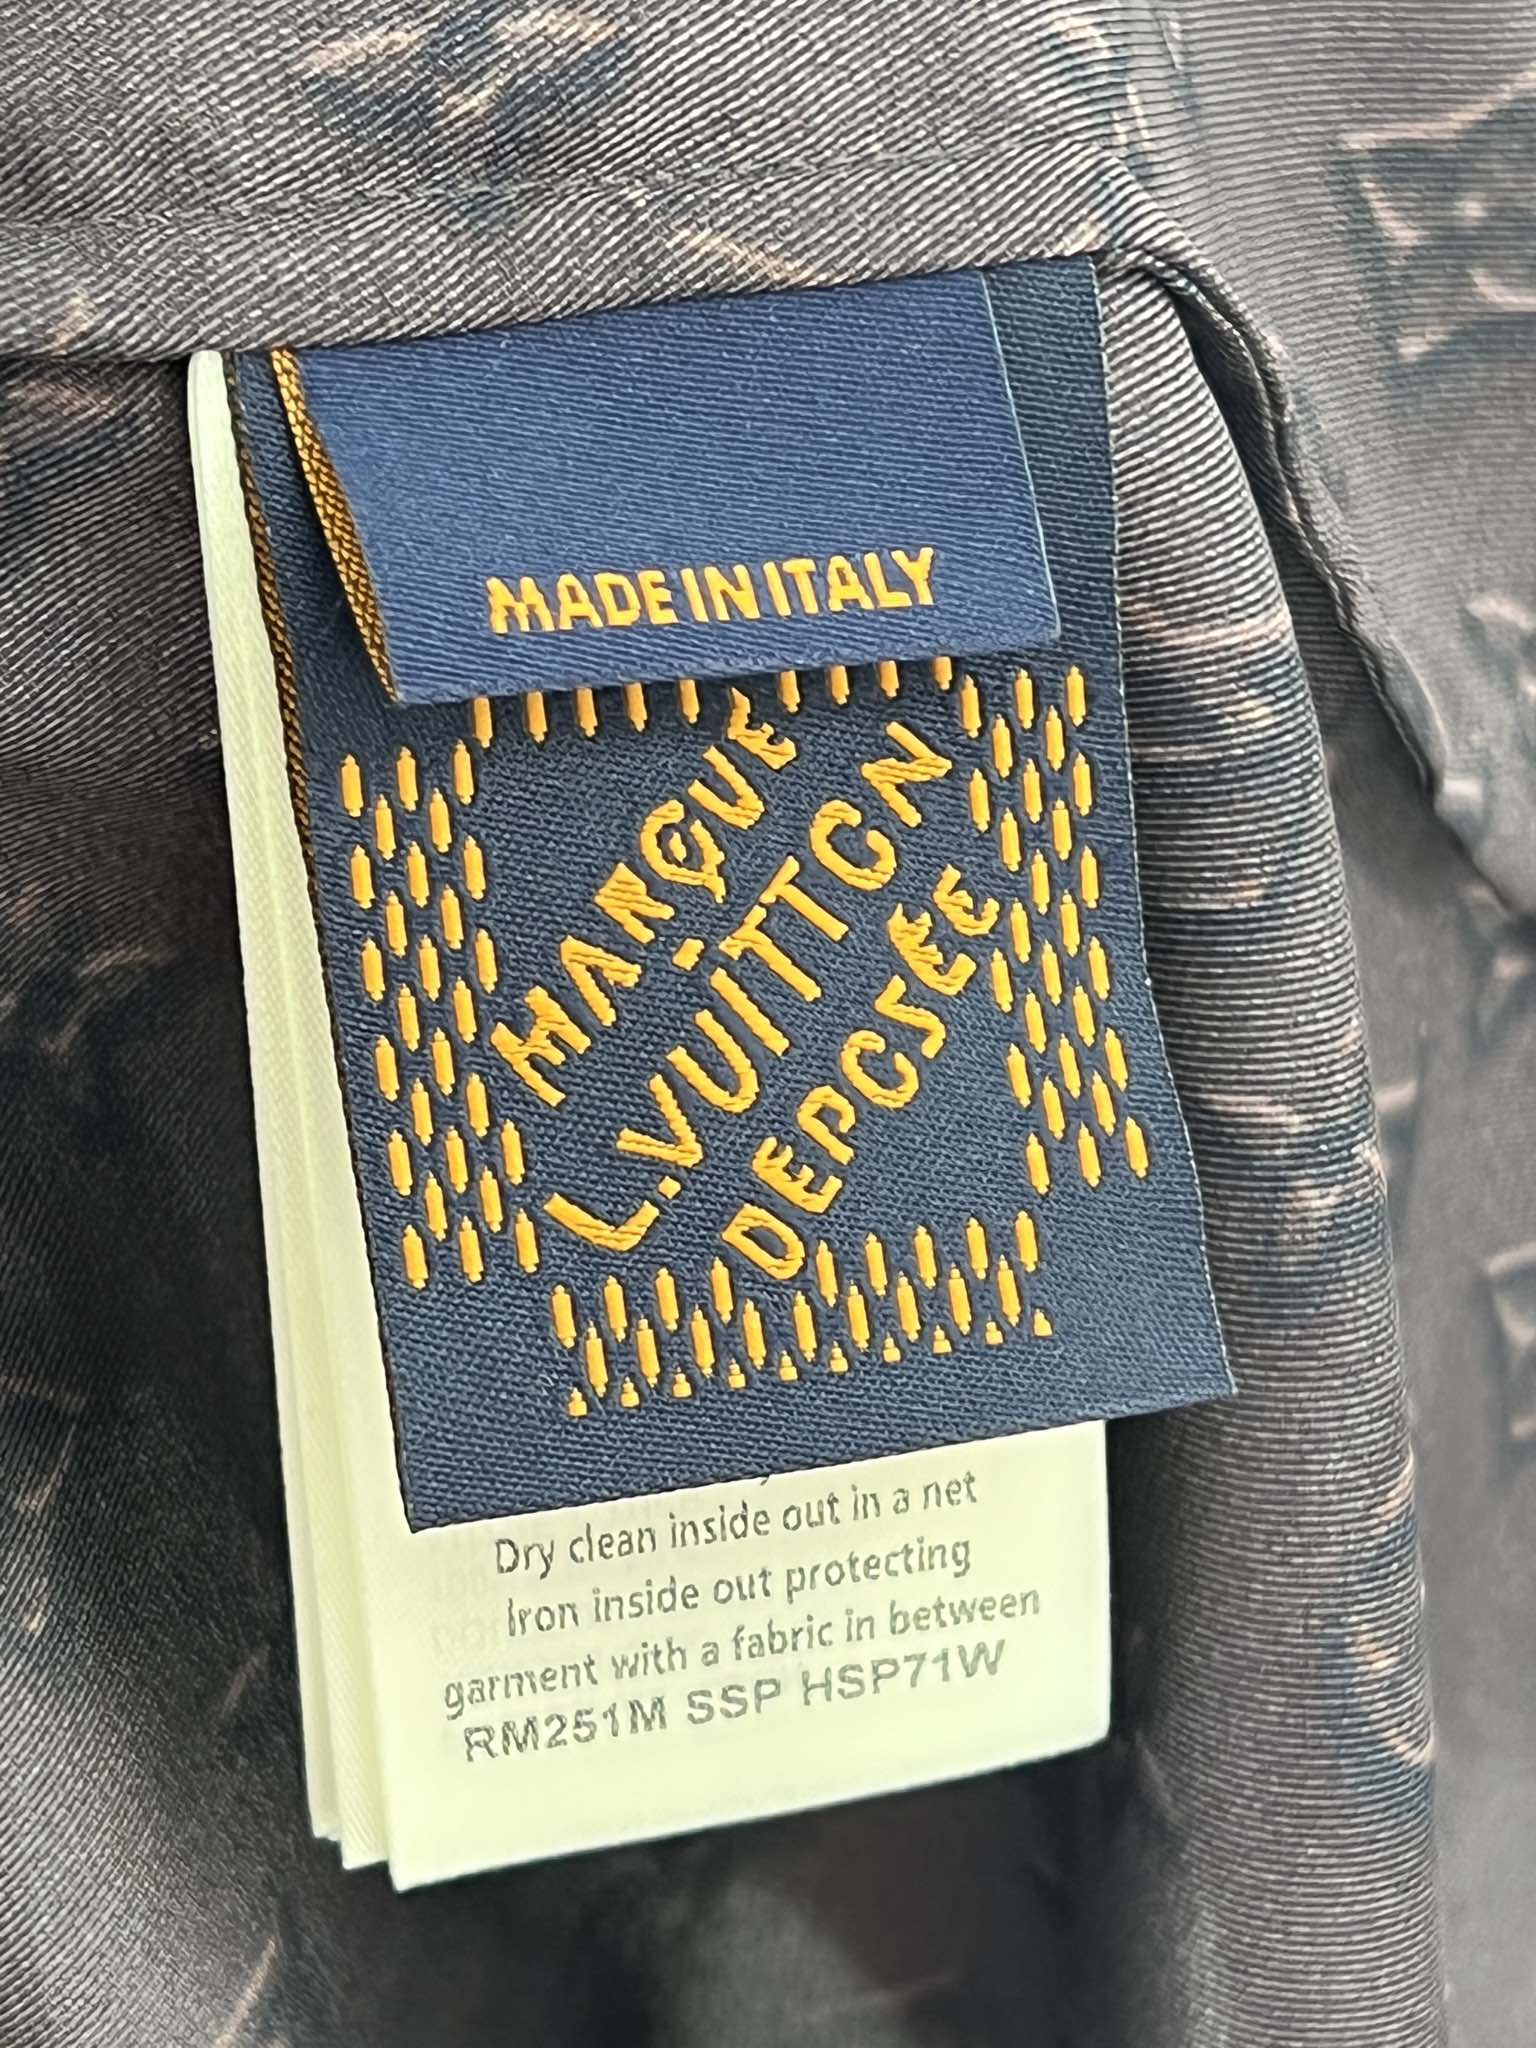 MADE IN ITALY
MARQUE
L.VUITTON
DEPOSEE
Dry clean inside out in a net
Iron inside out protecting
garment with a fabric in between
RM251M SSP HSP71W